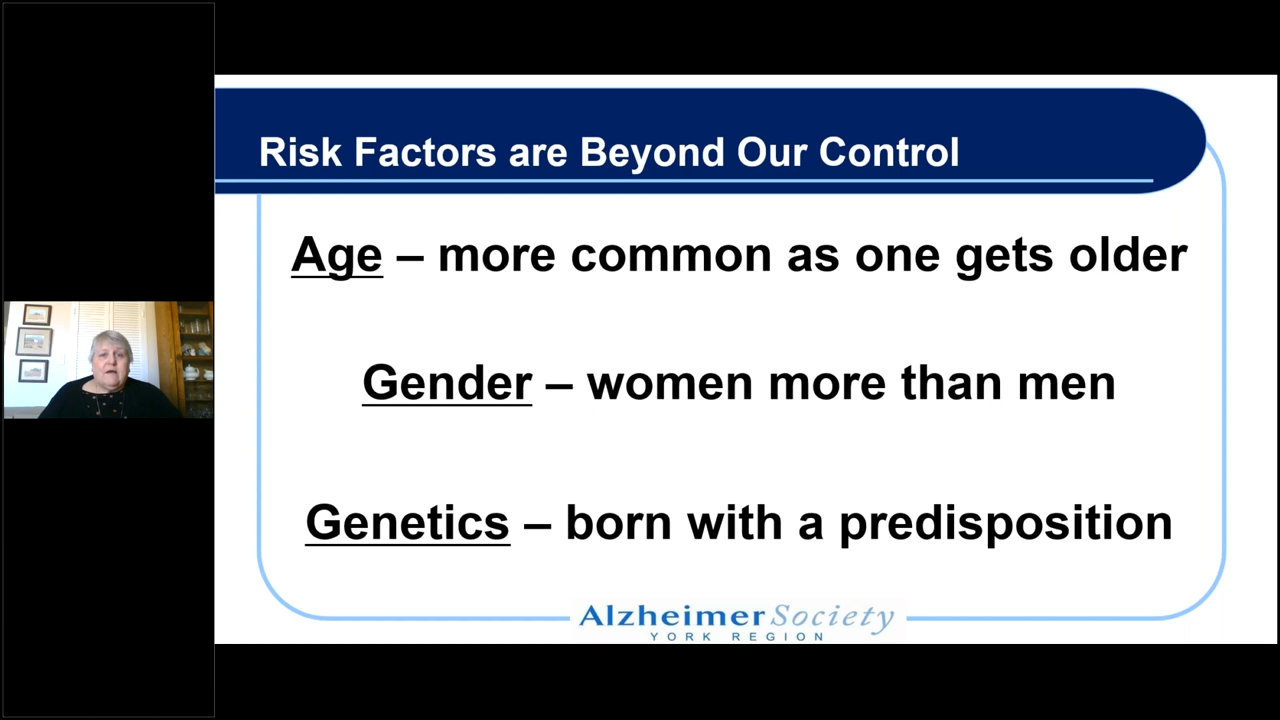 Risk Factors are Beyond Our Control
Age – more common as one gets older
Gender – women more than men
Genetics – born with a predisposition
Alzheimer Society
YORK REGION